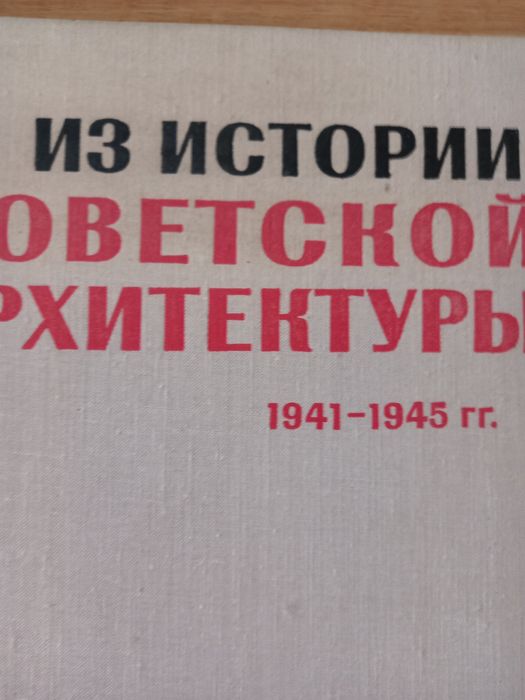 ИЗ ИСТОРИИ
ОВЕТСКОЙ
РХИТЕКТУРЫ
1941-1945 гг.